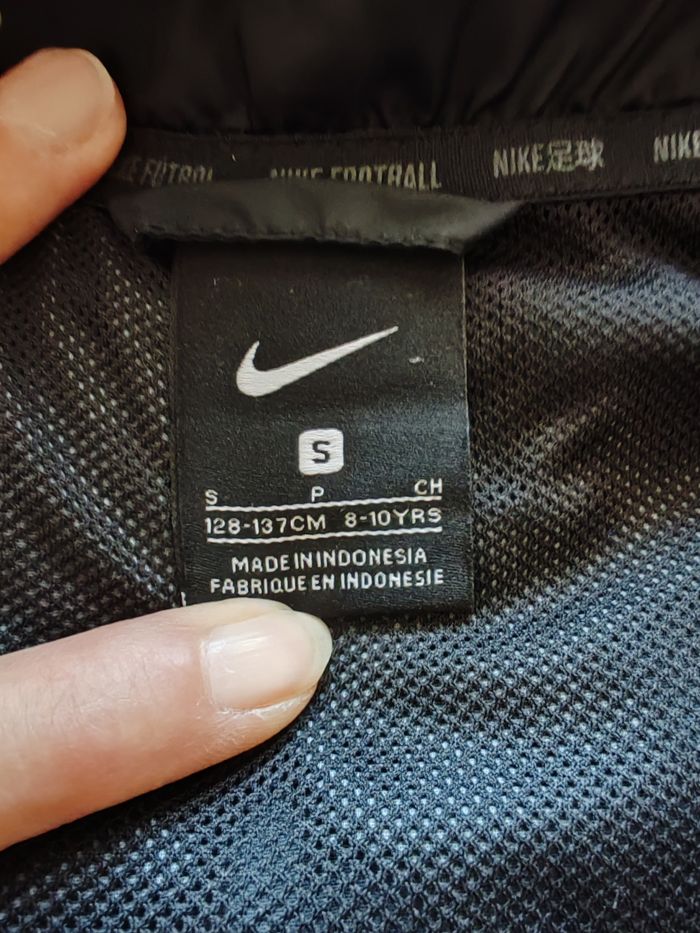 NIKE FOOTBALL NIKE足球 NIKE
S
S P CH
128-137CM 8-10YRS
MADE IN INDONESIA
FABRIQUE EN INDONESIE